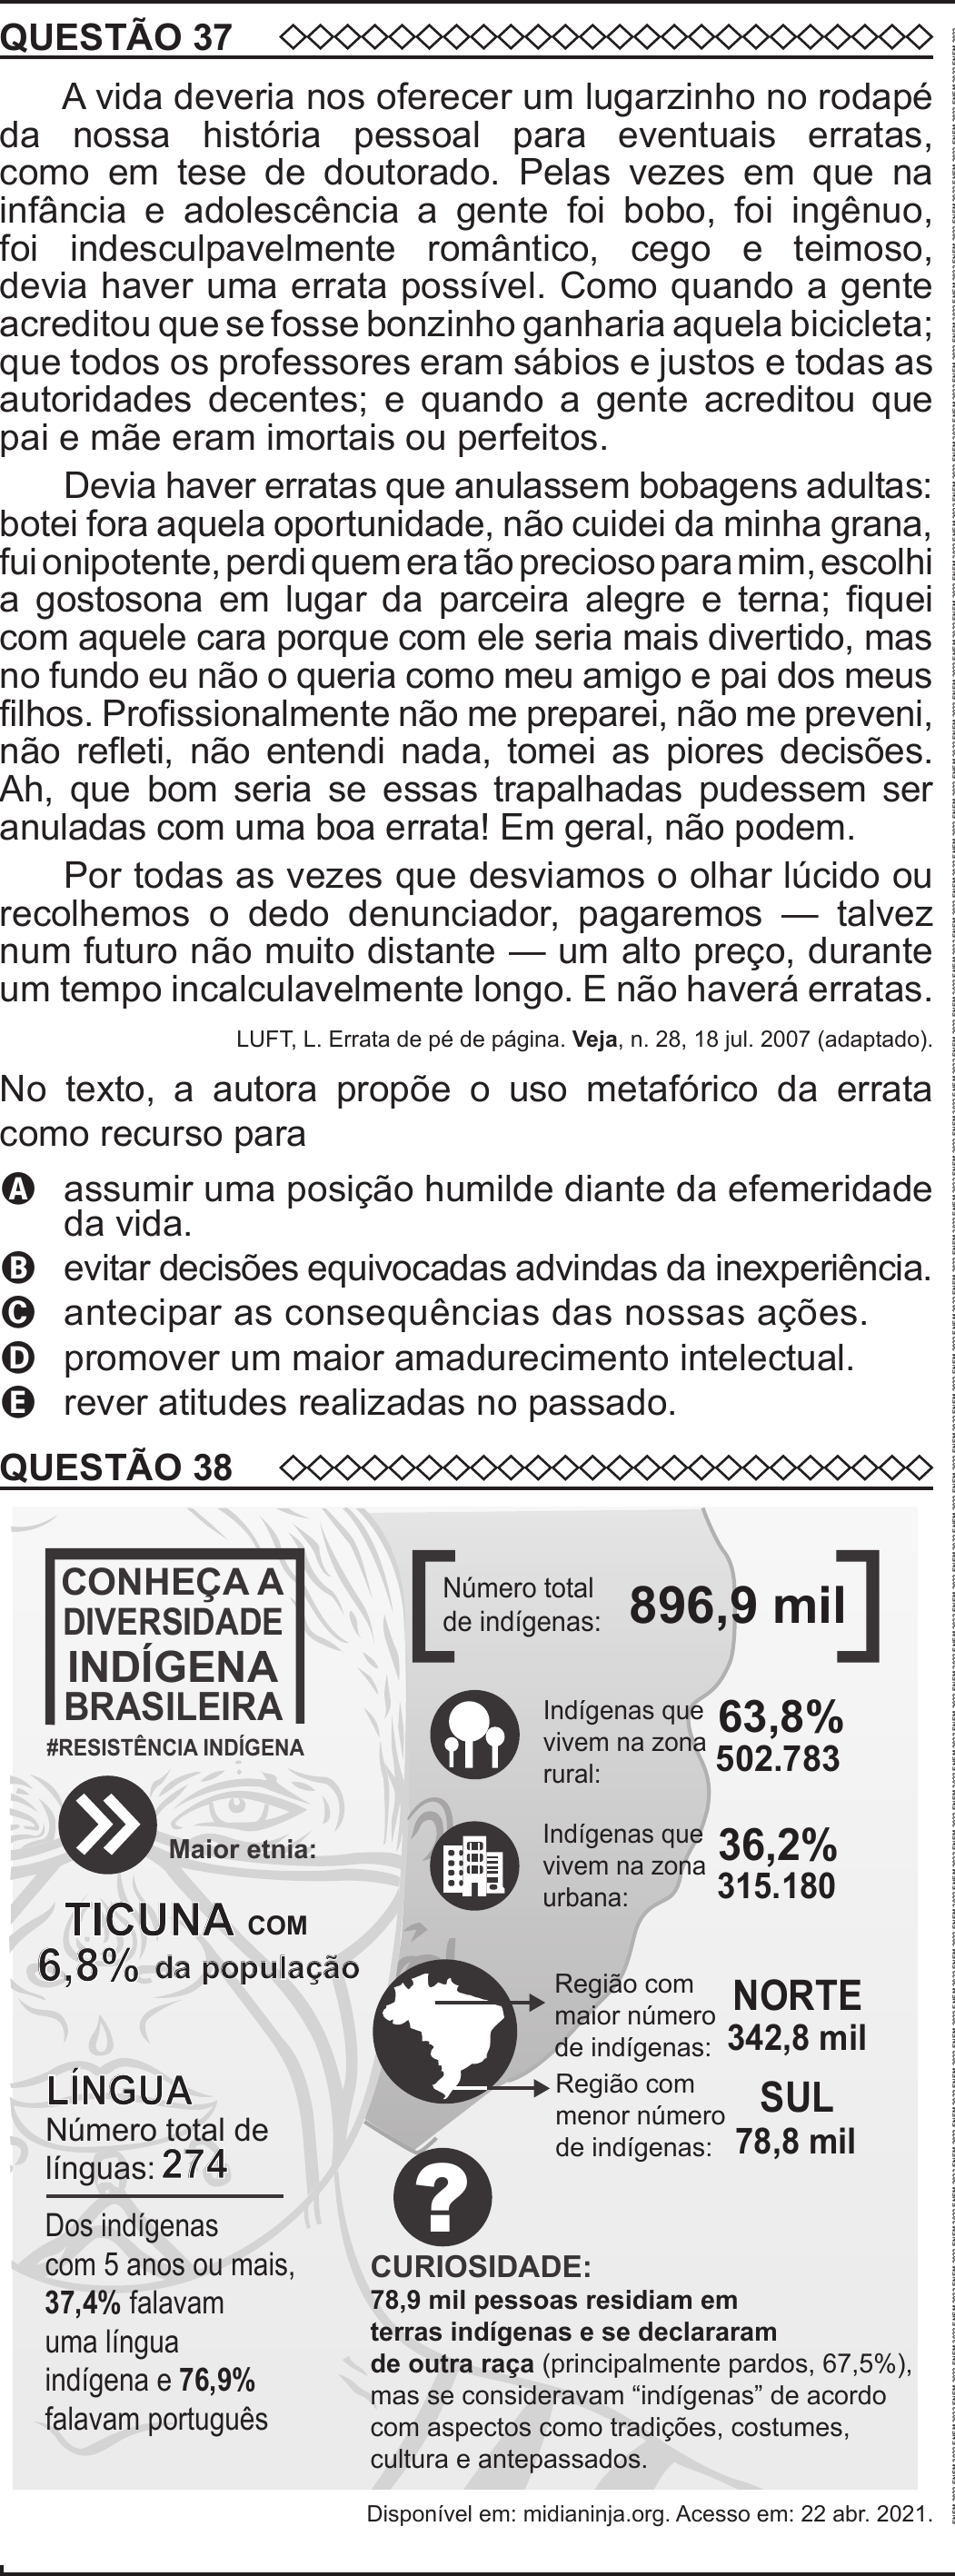 QUESTÃO 37
A vida deveria nos oferecer um lugarzinho no rodapé
da nossa história pessoal para eventuais erratas,
como em tese de doutorado. Pelas vezes em que na
infância e adolescência a gente foi bobo, foi ingênuo,
foi indesculpavelmente romântico, cego e teimoso,
devia haver uma errata possível. Como quando a gente
acreditou que se fosse bonzinho ganharia aquela bicicleta;
que todos os professores eram sábios e justos e todas as
autoridades decentes; e quando a gente acreditou que
pai e mãe eram imortais ou perfeitos.
Devia haver erratas que anulassem bobagens adultas:
botei fora aquela oportunidade, não cuidei da minha grana,
fui onipotente, perdi quem era tão precioso para mim, escolhi
a gostosona em lugar da parceira alegre e terna; fiquei
com aquele cara porque com ele seria mais divertido, mas
no fundo eu não o queria como meu amigo e pai dos meus
filhos. Profissionalmente não me preparei, não me preveni,
não refleti, não entendi nada, tomei as piores decisões.
Ah, que bom seria se essas trapalhadas pudessem ser
anuladas com uma boa errata! Em geral, não podem.
Por todas as vezes que desviamos o olhar lúcido ou
recolhemos o dedo denunciador, pagaremos — talvez
num futuro não muito distante — um alto preço, durante
um tempo incalculavelmente longo. E não haverá erratas.
LUFT, L. Errata de pé de página. Veja, n. 28, 18 jul. 2007 (adaptado).
No texto, a autora propõe o uso metafórico da errata
como recurso para
A assumir uma posição humilde diante da efemeridade
da vida.
B evitar decisões equivocadas advindas da inexperiência.
C antecipar as consequências das nossas ações.
D promover um maior amadurecimento intelectual.
E rever atitudes realizadas no passado.
QUESTÃO 38
CONHEÇA A
DIVERSIDADE
INDÍGENA
BRASILEIRA
#RESISTÊNCIA INDÍGENA
Maior etnia:
TICUNA COM
6,8% da população
LÍNGUA
Número total de
línguas: 274
Dos indígenas
com 5 anos ou mais,
37,4% falavam
uma língua
indígena e 76,9%
falavam português
Número total
de indígenas: 896,9 mil
Indígenas que
vivem na zona
rural:
63,8%
502.783
Indígenas que
vivem na zona
urbana:
36,2%
315.180
Região com
maior número
de indígenas:
NORTE
342,8 mil
Região com
menor número
de indígenas:
SUL
78,8 mil
?
CURIOSIDADE:
78,9 mil pessoas residiam em
terras indígenas e se declararam
de outra raça (principalmente pardos, 67,5%),
mas se consideravam “indígenas” de acordo
com aspectos como tradições, costumes,
cultura e antepassados.
Disponível em: midianinja.org. Acesso em: 22 abr. 2021.